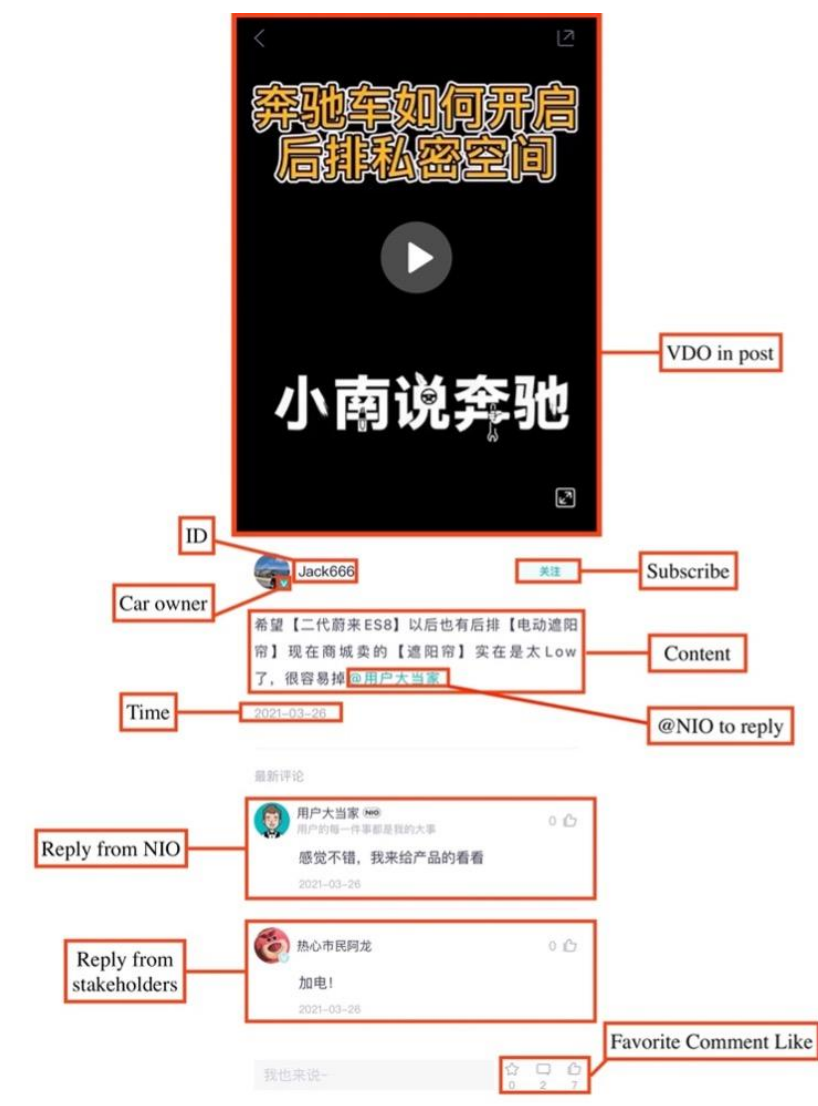 奔驰车如何开启
后排私密空间
VDO in post
小南说奔驰
ID
Jack666
关注
Subscribe
Car owner
希望【二代蔚来ES8】以后也有后排【电动遮阳
帘】现在商城卖的【遮阳帘】实在是太Low
了，很容易掉@用户大当家
Content
Time
2021-03-26
@NIO to reply
最新评论
用户大当家 NIO
0
用户的每一件事都是我的大事
Reply from NIO
感觉不错，我来给产品的看看
2021-03-26
热心市民阿龙
0
Reply from
stakeholders
加电！
2021-03-26
Favorite Comment Like
我也来说~
0 2 7